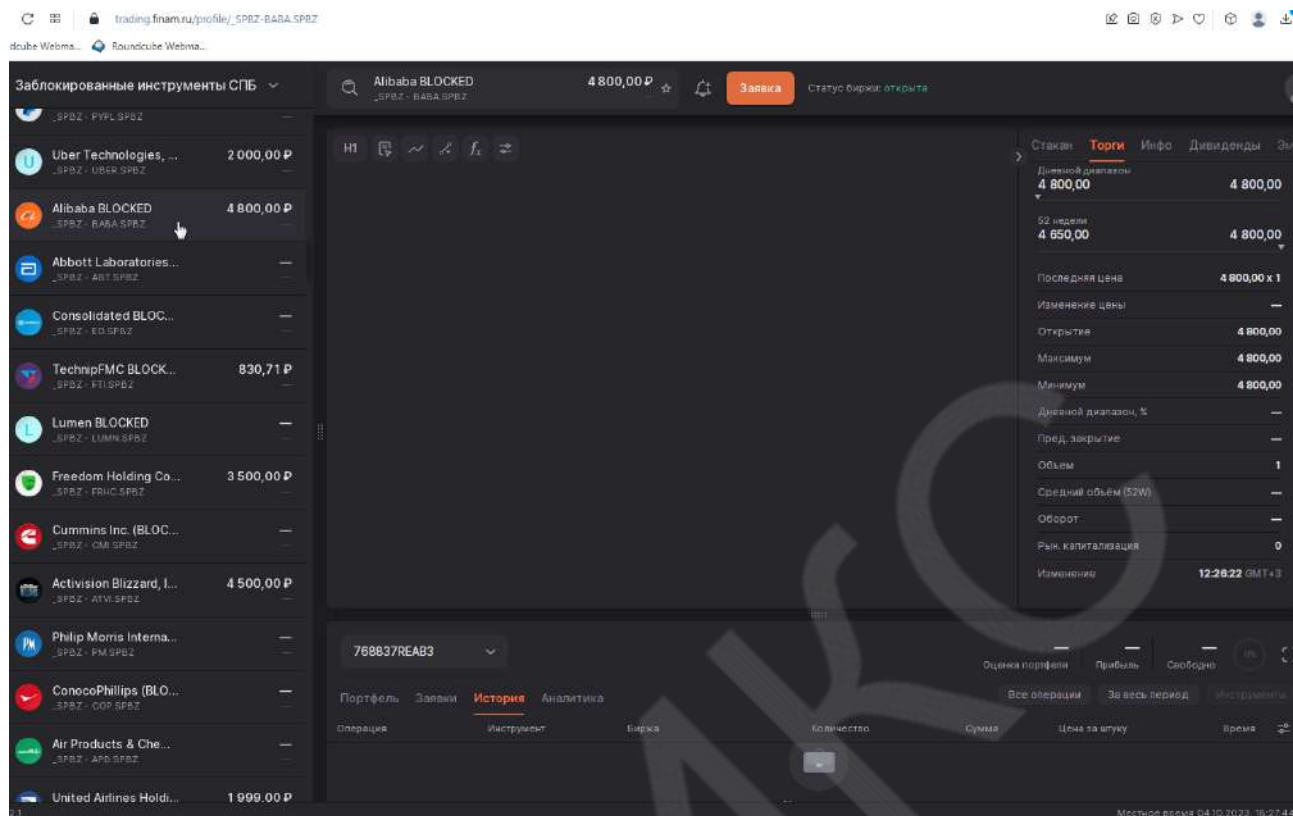 trading.finam.ru/profile/_SPBZ-BABA.SPBZ
dcube Webma... Roundcube Webma...
Заблокированные инструменты СПБ
Alibaba BLOCKED 4 800,00 ₽
_SPBZ - BABA.SPBZ
Заявка
Статус биржи: открыта
_SPBZ - PYPL.SPBZ —
Uber Technologies, ... 2 000,00 ₽
_SPBZ - UBER.SPBZ —
Alibaba BLOCKED 4 800,00 ₽
_SPBZ - BABA.SPBZ —
Abbott Laboratories... —
_SPBZ - ABT.SPBZ —
Consolidated BLOC... —
_SPBZ - ED.SPBZ —
TechnipFMC BLOCK... 830,71 ₽
_SPBZ - FTI.SPBZ —
Lumen BLOCKED —
_SPBZ - LUMN.SPBZ —
Freedom Holding Co... 3 500,00 ₽
_SPBZ - FRHC.SPBZ —
Cummins Inc. (BLOC... —
_SPBZ - CMI.SPBZ —
Activision Blizzard, I... 4 500,00 ₽
_SPBZ - ATVI.SPBZ —
Philip Morris Interna... —
_SPBZ - PM.SPBZ —
ConocoPhillips (BLO... —
_SPBZ - COP.SPBZ —
Air Products & Che... —
_SPBZ - APD.SPBZ —
United Airlines Holdi... 1 999,00 ₽
H1
Стакан Торги Инфо Дивиденды Эм
Дневной диапазон
4 800,00 4 800,00
52 недели
4 650,00 4 800,00
Последняя цена 4 800,00 x 1
Изменение цены —
Открытие 4 800,00
Максимум 4 800,00
Минимум 4 800,00
Дневной диапазон, % —
Пред. закрытие —
Объем 1
Средний объём (52W) —
Оборот —
Рын. капитализация 0
Изменение 12:26:22 GMT+3
768837REAB3
Оценка портфеля Прибыль Свободно 0%
Портфель Заявки История Аналитика
Все операции За весь период Инструменты
Операция Инструмент Биржа Количество Сумма Цена за штуку Время
Местное время 04.10.2023, 16:27:44
МКС